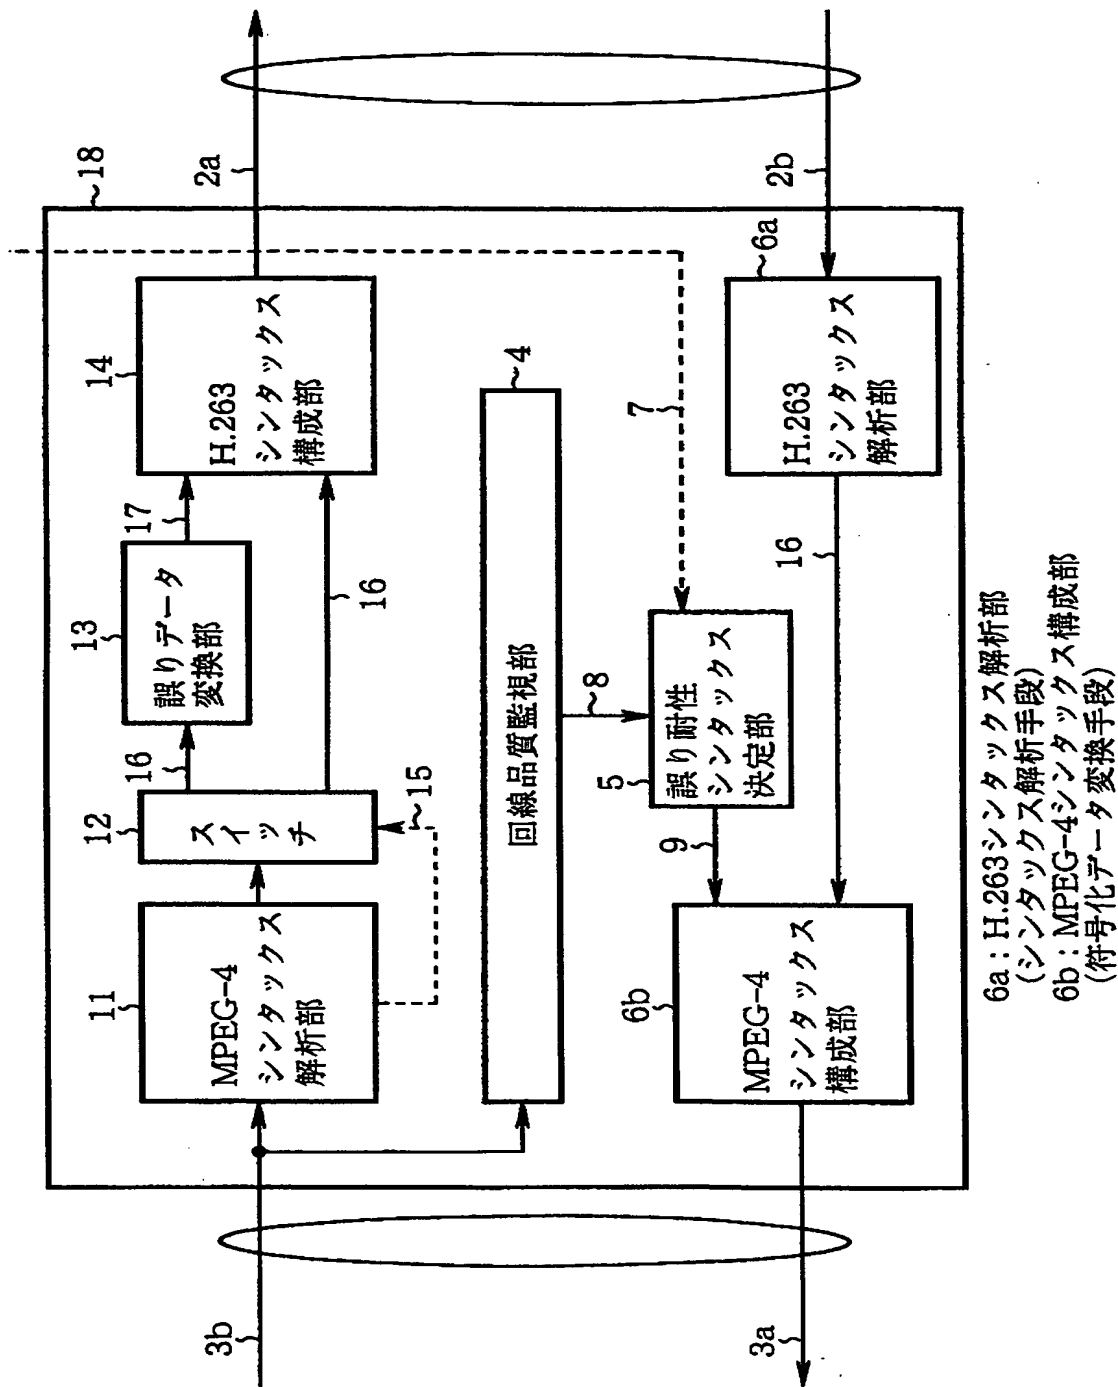 3b
11
MPEG-4
シンタックス
解析部
12
スイッチ
15
16
13
誤りデータ
変換部
17
16
14
H.263
シンタックス
構成部
2a
18
回線品質監視部
4
8
7
5
誤り耐性
シンタックス
決定部
9
3a
6b
MPEG-4
シンタックス
構成部
16
6a
H.263
シンタックス
解析部
2b
6a：H.263シンタックス解析部
(シンタックス解析手段)
6b：MPEG-4シンタックス構成部
(符号化データ変換手段)